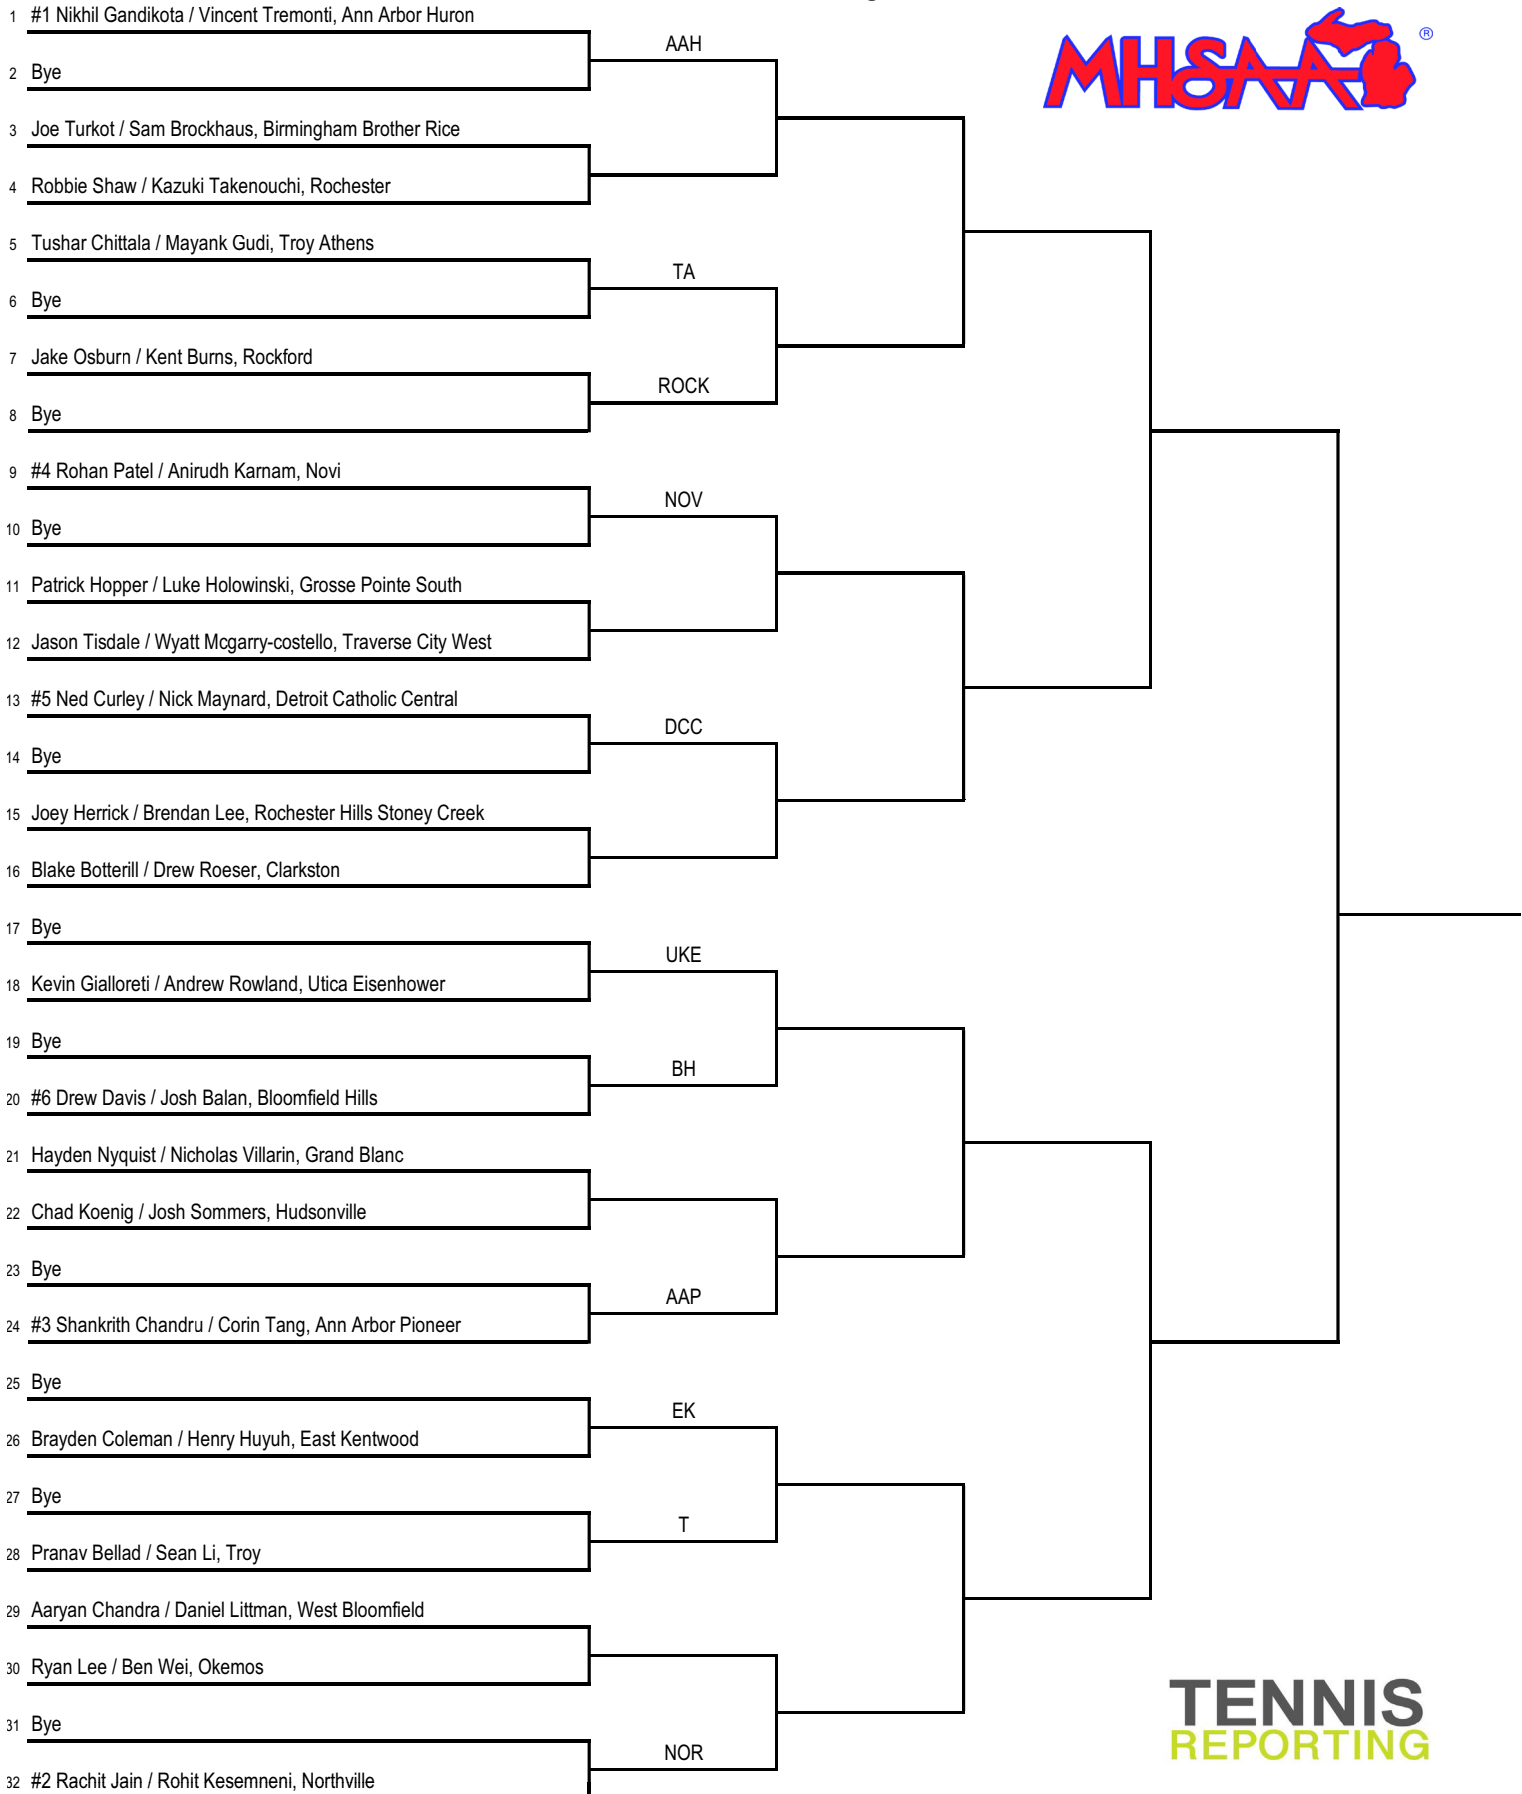 1 #1 Nikhil Gandikota / Vincent Tremonti, Ann Arbor Huron
AAH
MHSAA ®
2 Bye
3 Joe Turkot / Sam Brockhaus, Birmingham Brother Rice
4 Robbie Shaw / Kazuki Takenouchi, Rochester
5 Tushar Chittala / Mayank Gudi, Troy Athens
TA
6 Bye
7 Jake Osburn / Kent Burns, Rockford
ROCK
8 Bye
9 #4 Rohan Patel / Anirudh Karnam, Novi
NOV
10 Bye
11 Patrick Hopper / Luke Holowinski, Grosse Pointe South
12 Jason Tisdale / Wyatt Mcgarry-costello, Traverse City West
13 #5 Ned Curley / Nick Maynard, Detroit Catholic Central
DCC
14 Bye
15 Joey Herrick / Brendan Lee, Rochester Hills Stoney Creek
16 Blake Botterill / Drew Roeser, Clarkston
17 Bye
UKE
18 Kevin Gialloreti / Andrew Rowland, Utica Eisenhower
19 Bye
BH
20 #6 Drew Davis / Josh Balan, Bloomfield Hills
21 Hayden Nyquist / Nicholas Villarin, Grand Blanc
22 Chad Koenig / Josh Sommers, Hudsonville
23 Bye
AAP
24 #3 Shankrith Chandru / Corin Tang, Ann Arbor Pioneer
25 Bye
EK
26 Brayden Coleman / Henry Huyuh, East Kentwood
27 Bye
T
28 Pranav Bellad / Sean Li, Troy
29 Aaryan Chandra / Daniel Littman, West Bloomfield
30 Ryan Lee / Ben Wei, Okemos
31 Bye
NOR
32 #2 Rachit Jain / Rohit Kesemneni, Northville
TENNIS
REPORTING